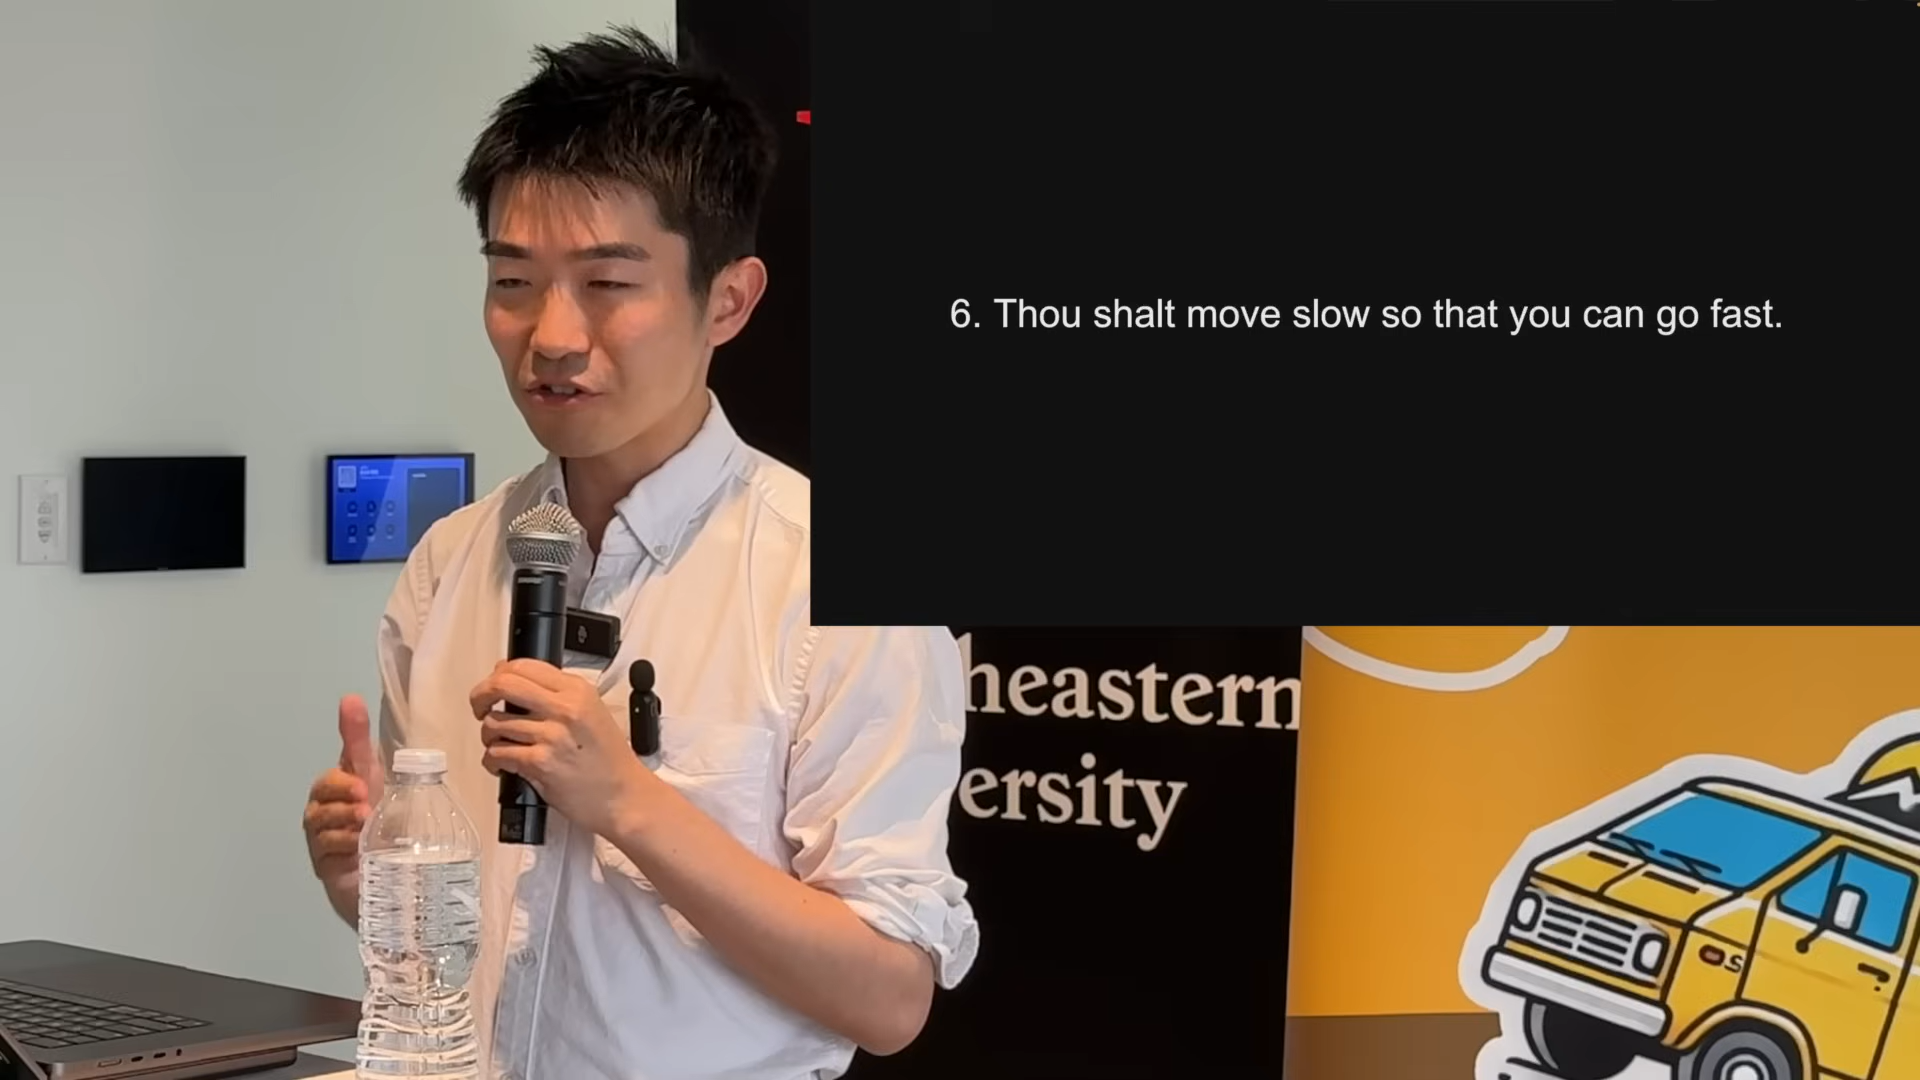 6. Thou shalt move slow so that you can go fast.
heastern
ersity